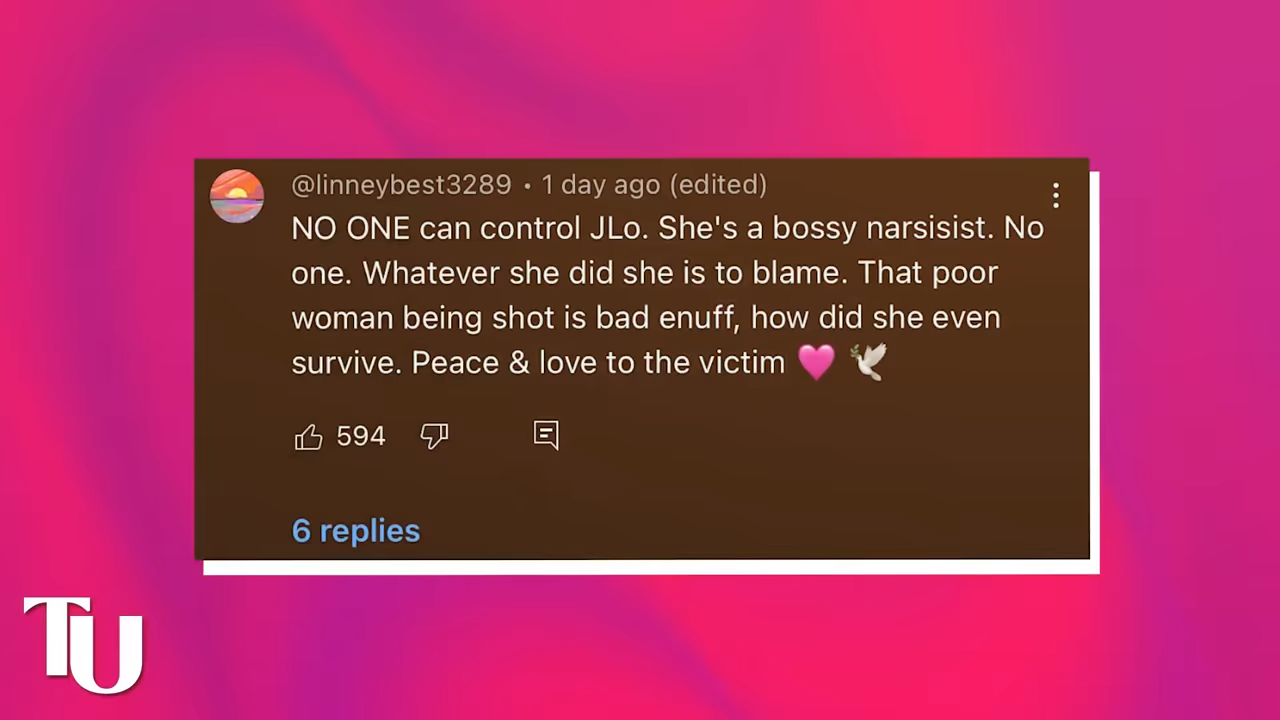 @linneybest3289 • 1 day ago (edited)
NO ONE can control JLo. She's a bossy narsisist. No
one. Whatever she did she is to blame. That poor
woman being shot is bad enuff, how did she even
survive. Peace & love to the victim 🩷 🕊️
594
6 replies
TU